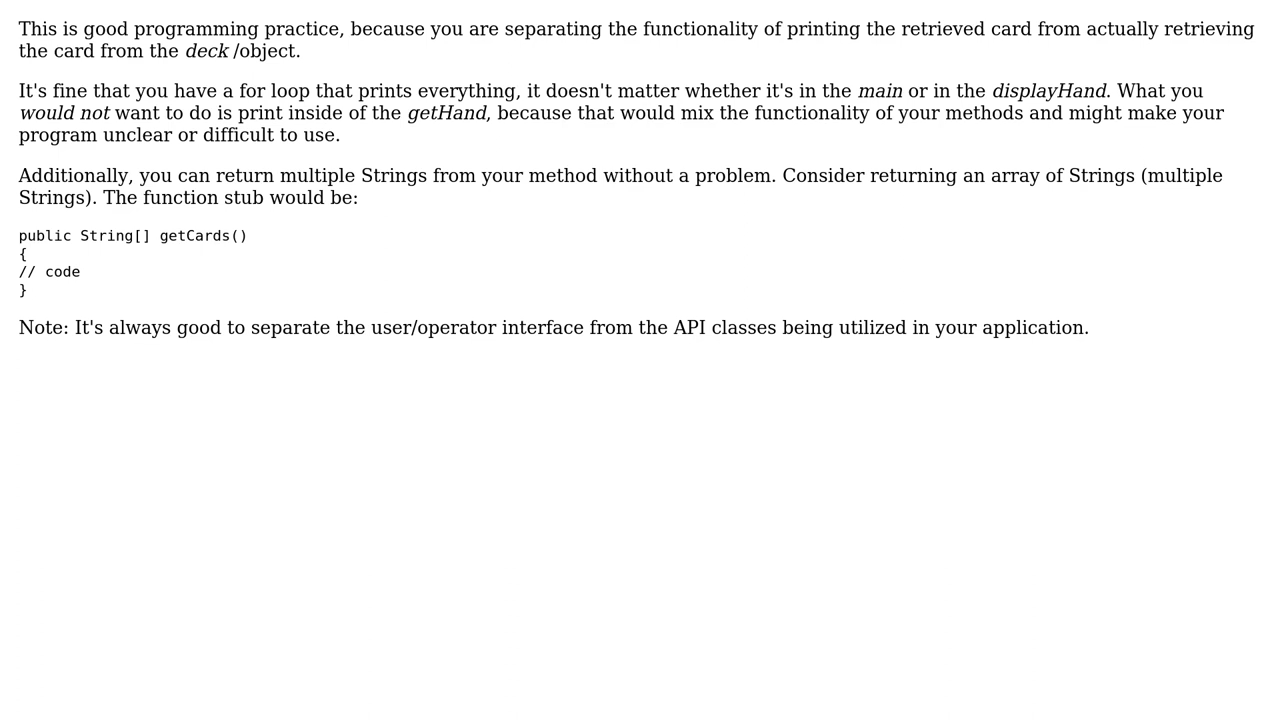 This is good programming practice, because you are separating the functionality of printing the retrieved card from actually retrieving
the card from the deck /object.
It's fine that you have a for loop that prints everything, it doesn't matter whether it's in the main or in the displayHand. What you
would not want to do is print inside of the getHand, because that would mix the functionality of your methods and might make your
program unclear or difficult to use.
Additionally, you can return multiple Strings from your method without a problem. Consider returning an array of Strings (multiple
Strings). The function stub would be:
public String[] getCards()
{
// code
}
Note: It's always good to separate the user/operator interface from the API classes being utilized in your application.